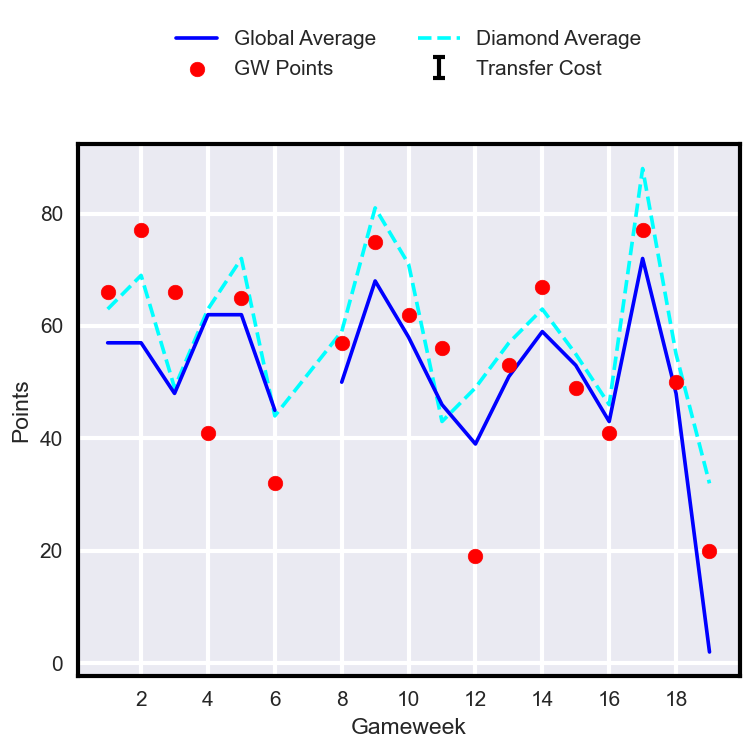 Global Average
Diamond Average
GW Points
Transfer Cost
80
60
40
20
0
Points
2 4 6 8 10 12 14 16 18
Gameweek